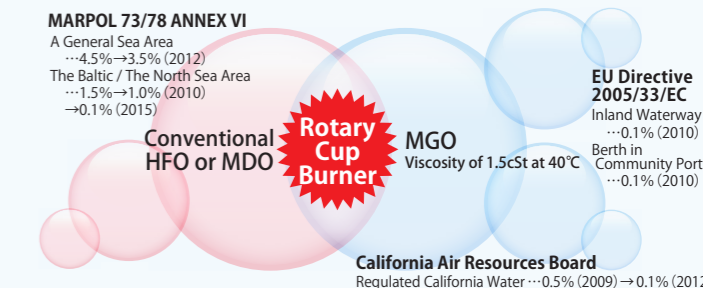 MARPOL 73/78 ANNEX VI
A General Sea Area
…4.5%→3.5% (2012)
The Baltic / The North Sea Area
…1.5%→1.0% (2010)
→0.1% (2015)
Conventional
HFO or MDO
Rotary
Cup
Burner
MGO
Viscosity of 1.5cSt at 40℃
EU Directive
2005/33/EC
Inland Waterway
…0.1% (2010)
Berth in
Community Port
…0.1% (2010)
California Air Resources Board
Regulated California Water …0.5% (2009) → 0.1% (2012